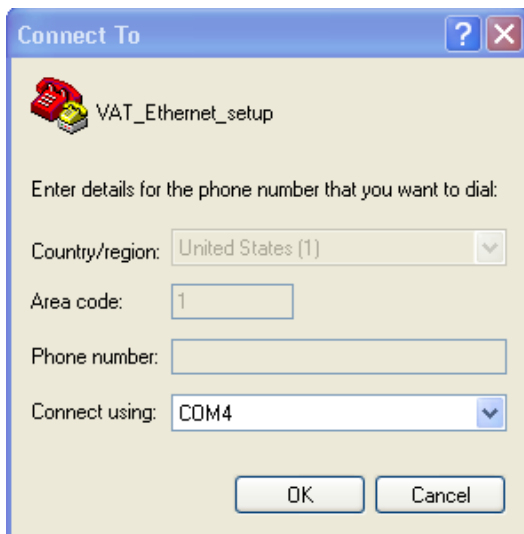 Connect To
?
VAT_Ethernet_setup
Enter details for the phone number that you want to dial:
Country/region: United States (1)
Area code: 1
Phone number:
Connect using: COM4
OK Cancel